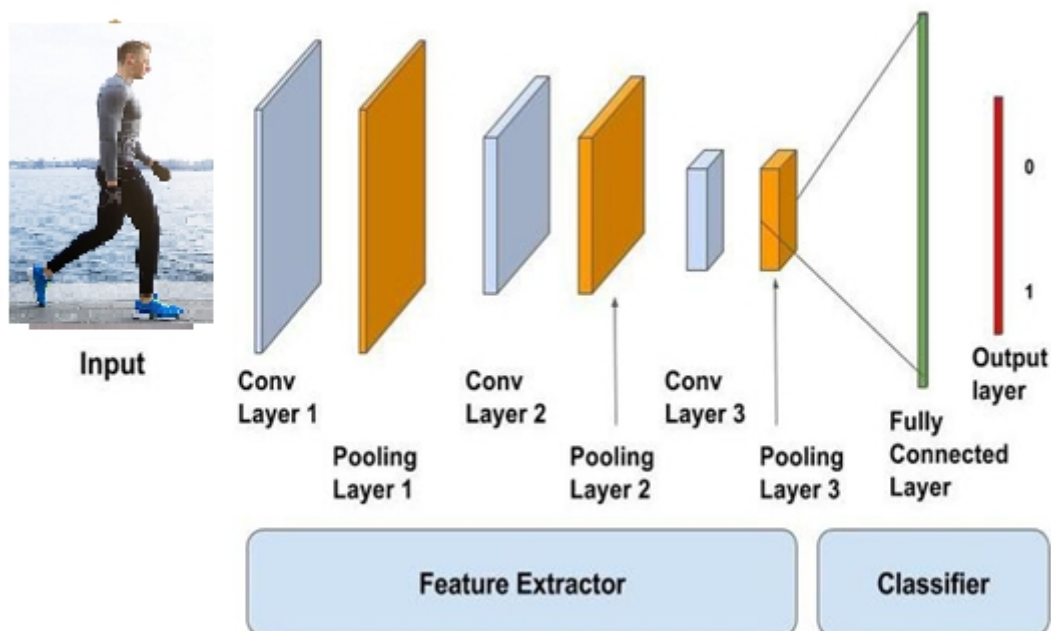 Input
Conv
Layer 1
Pooling
Layer 1
Conv
Layer 2
Pooling
Layer 2
Conv
Layer 3
Pooling
Layer 3
Fully
Connected
Layer
Output
layer
0
1
Feature Extractor
Classifier